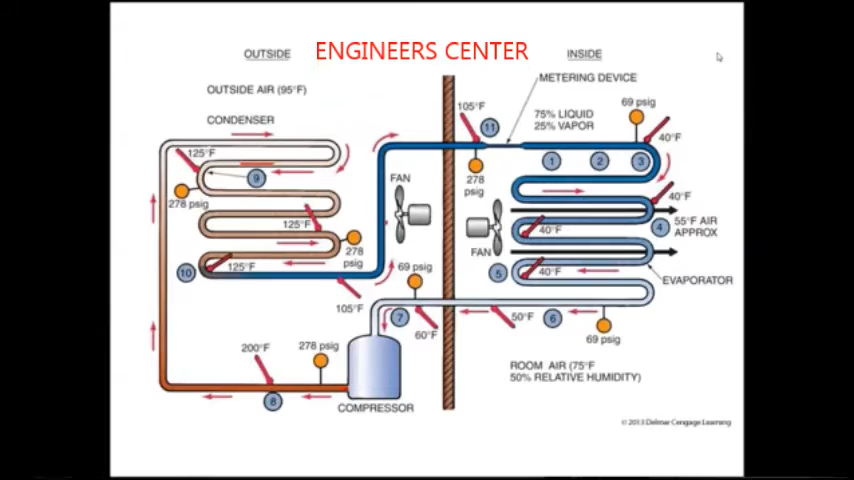 ENGINEERS CENTER
OUTSIDE
INSIDE
OUTSIDE AIR (95°F)
METERING DEVICE
CONDENSER
105°F
11
75% LIQUID
25% VAPOR
69 psig
40°F
125°F
9
278 psig
278
psig
1
2
3
FAN
40°F
125°F
278
psig
FAN
40°F
4
55°F AIR
APPROX
10
125°F
69 psig
5
40°F
EVAPORATOR
105°F
7
60°F
50°F
6
69 psig
200°F
278 psig
8
COMPRESSOR
ROOM AIR (75°F
50% RELATIVE HUMIDITY)
© 2013 Delmar Cengage Learning